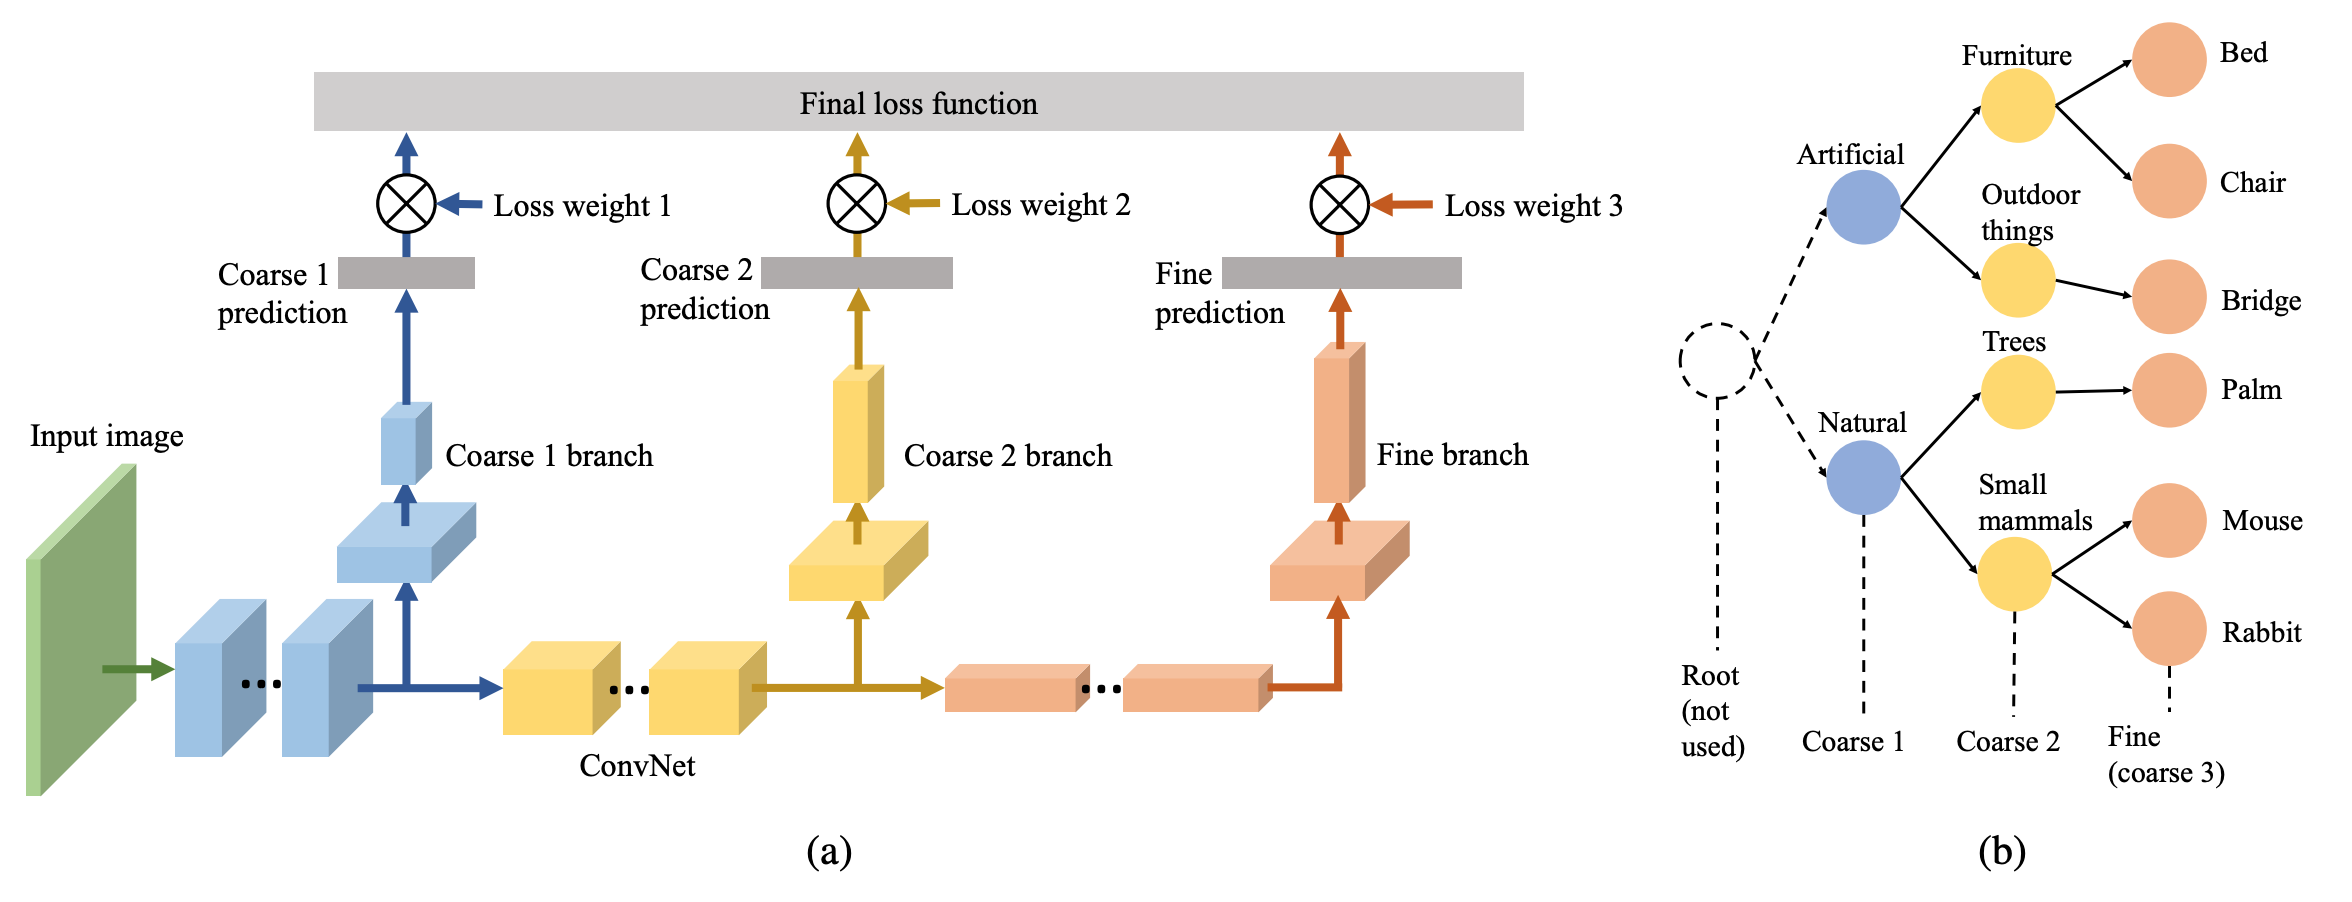 Final loss function
Loss weight 1
Loss weight 2
Loss weight 3
Coarse 1
prediction
Coarse 2
prediction
Fine
prediction
Input image
Coarse 1 branch
Coarse 2 branch
Fine branch
ConvNet
(a)
Furniture
Bed
Artificial
Chair
Outdoor
things
Bridge
Trees
Palm
Natural
Small
mammals
Mouse
Rabbit
Root
(not
used)
Coarse 1
Coarse 2
Fine
(coarse 3)
(b)